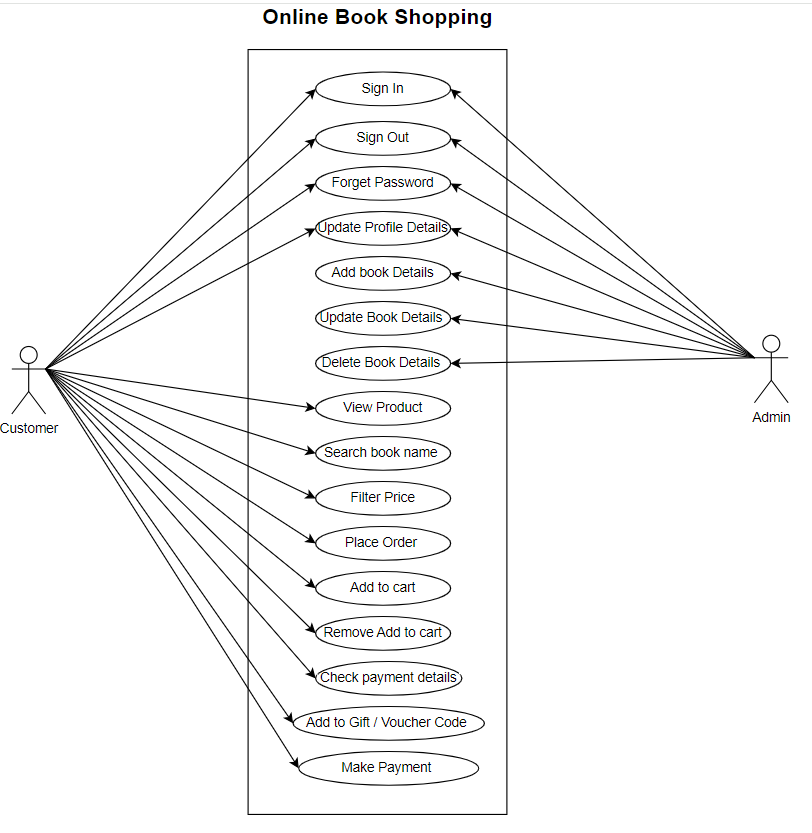 Online Book Shopping
Sign In
Sign Out
Forget Password
Update Profile Details
Add book Details
Update Book Details
Delete Book Details
View Product
Search book name
Filter Price
Place Order
Add to cart
Remove Add to cart
Check payment details
Add to Gift / Voucher Code
Make Payment
Customer
Admin